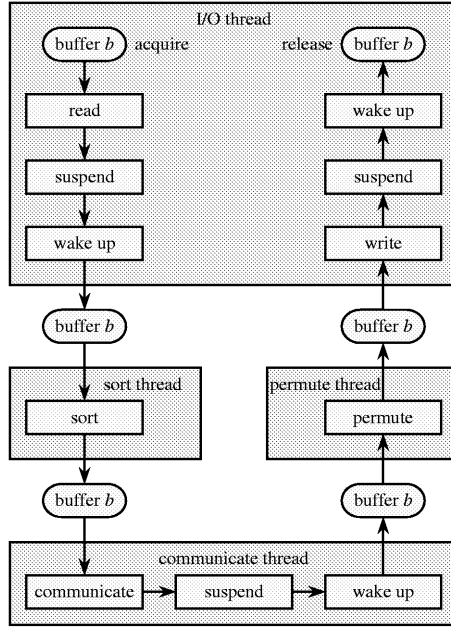 I/O thread
buffer b acquire
release buffer b
read
wake up
suspend
suspend
wake up
write
buffer b
buffer b
sort thread
permute thread
sort
permute
buffer b
buffer b
communicate thread
communicate
suspend
wake up